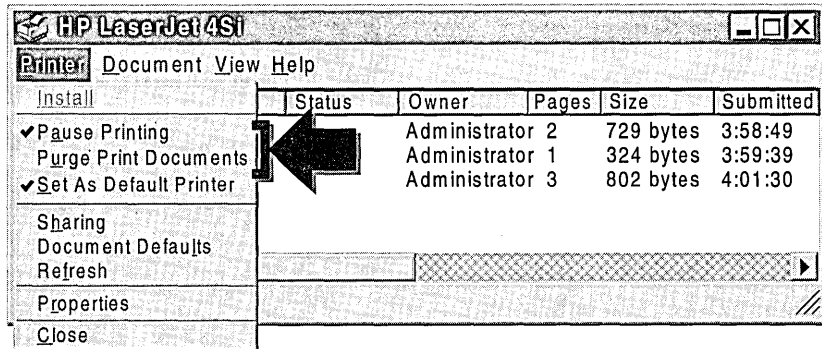 HP LaserJet 4Si
Printer Document View Help
Install
Status Owner Pages Size Submitted
✔Pause Printing Administrator 2 729 bytes 3:58:49
Purge Print Documents Administrator 1 324 bytes 3:59:39
✔Set As Default Printer Administrator 3 802 bytes 4:01:30
Sharing
Document Defaults
Refresh
Properties
Close